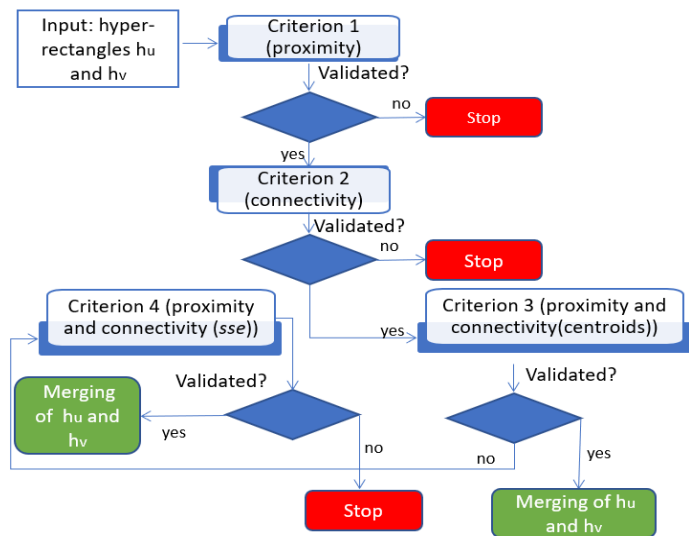 Input: hyper-
rectangles hu
and hv
Criterion 1
(proximity)
Validated?
no
Stop
yes
Criterion 2
(connectivity)
Validated?
no
Stop
yes
Criterion 3 (proximity and
connectivity(centroids))
Validated?
yes
Merging of hu
and hv
no
Criterion 4 (proximity
and connectivity (sse))
Validated?
yes
Merging
of hu and
hv
no
Stop